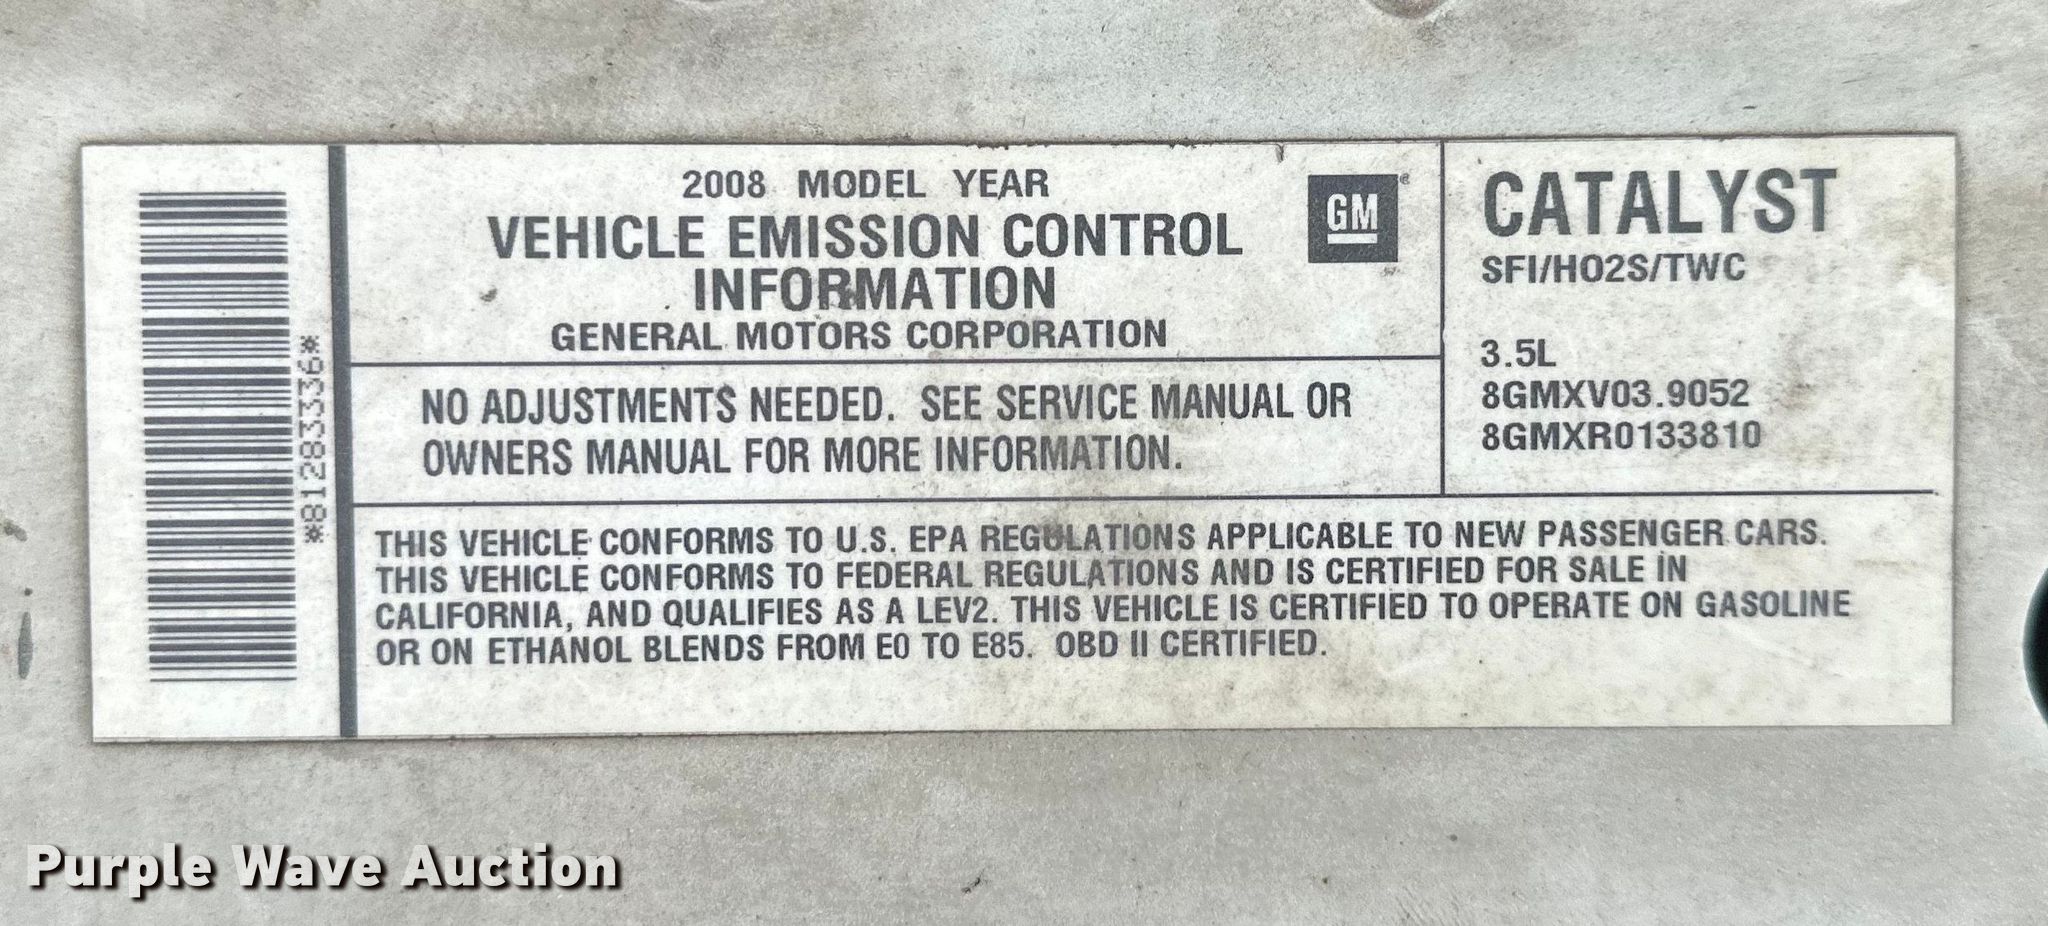 *81283336*
2008 MODEL YEAR
VEHICLE EMISSION CONTROL
INFORMATION
GENERAL MOTORS CORPORATION
GM®
NO ADJUSTMENTS NEEDED. SEE SERVICE MANUAL OR
OWNERS MANUAL FOR MORE INFORMATION.
CATALYST
SFI/HO2S/TWC
3.5L
8GMXV03.9052
8GMXR0133810
THIS VEHICLE CONFORMS TO U.S. EPA REGULATIONS APPLICABLE TO NEW PASSENGER CARS.
THIS VEHICLE CONFORMS TO FEDERAL REGULATIONS AND IS CERTIFIED FOR SALE IN
CALIFORNIA, AND QUALIFIES AS A LEV2. THIS VEHICLE IS CERTIFIED TO OPERATE ON GASOLINE
OR ON ETHANOL BLENDS FROM E0 TO E85. OBD II CERTIFIED.
Purple Wave Auction